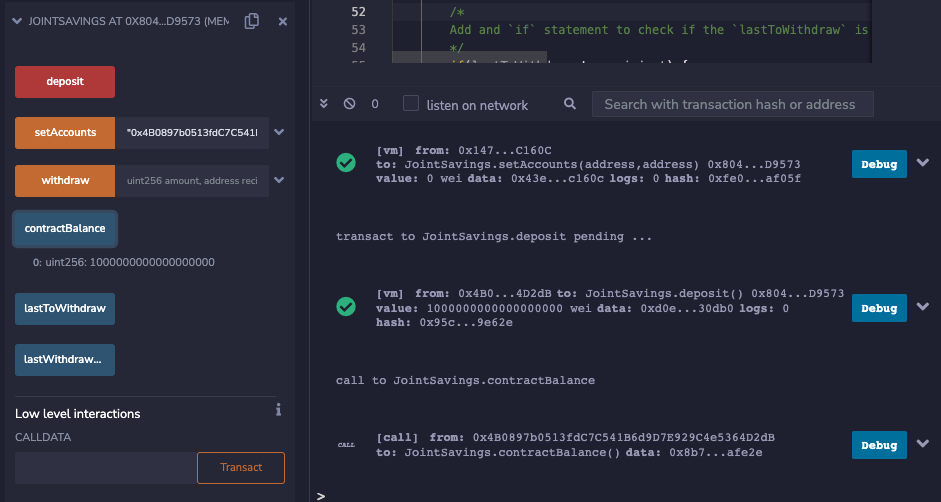 JOINTSAVINGS AT 0X804...D9573 (MEM
deposit
setAccounts "0x4B0897b0513fdC7C541I
withdraw uint256 amount, address reci
contractBalance
0: uint256: 1000000000000000000
lastToWithdraw
lastWithdraw...
Low level interactions
CALLDATA
Transact
52 /*
53 Add and `if` statement to check if the `lastToWithdraw` is
54 */
0 listen on network Search with transaction hash or address
[vm] from: 0x147...C160C
to: JointSavings.setAccounts(address,address) 0x804...D9573
value: 0 wei data: 0x43e...c160c logs: 0 hash: 0xfe0...af05f
Debug
transact to JointSavings.deposit pending ...
[vm] from: 0x4B0...4D2dB to: JointSavings.deposit() 0x804...D9573
value: 1000000000000000000 wei data: 0xd0e...30db0 logs: 0
hash: 0x95c...9e62e
Debug
call to JointSavings.contractBalance
CALL [call] from: 0x4B0897b0513fdC7C541B6d9D7E929C4e5364D2dB
to: JointSavings.contractBalance() data: 0x8b7...afe2e
Debug
>